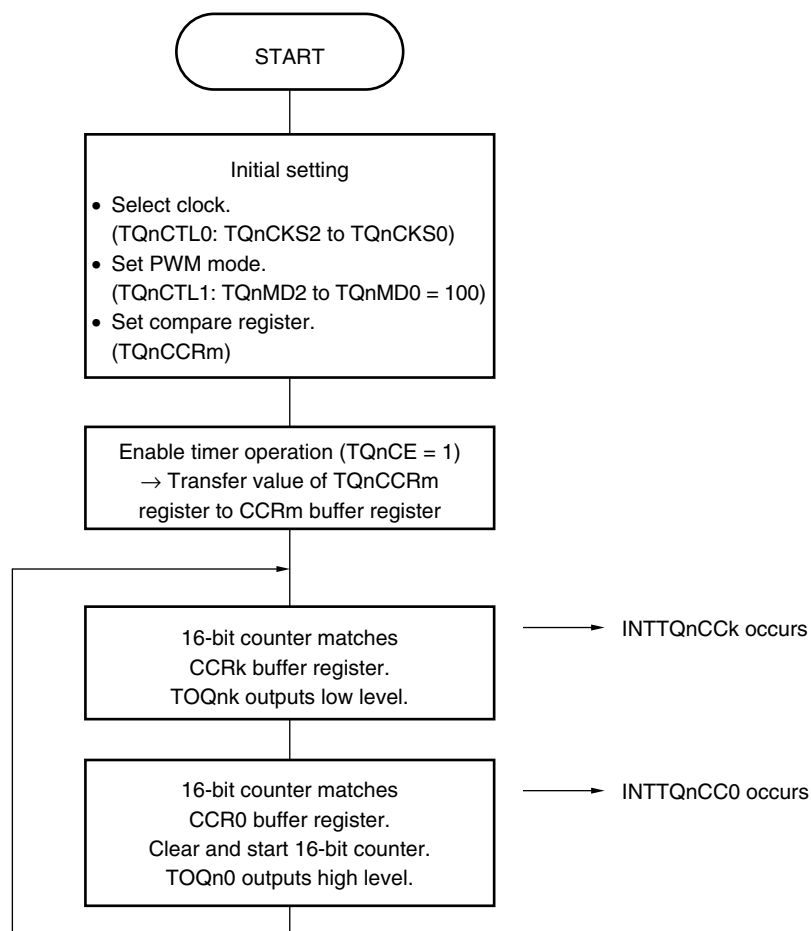 START
Initial setting
• Select clock.
(TQnCTL0: TQnCKS2 to TQnCKS0)
• Set PWM mode.
(TQnCTL1: TQnMD2 to TQnMD0 = 100)
• Set compare register.
(TQnCCRm)
Enable timer operation (TQnCE = 1)
→ Transfer value of TQnCCRm
register to CCRm buffer register
16-bit counter matches
CCRk buffer register.
TOQnk outputs low level.
INTTQnCCk occurs
16-bit counter matches
CCR0 buffer register.
Clear and start 16-bit counter.
TOQn0 outputs high level.
INTTQnCC0 occurs